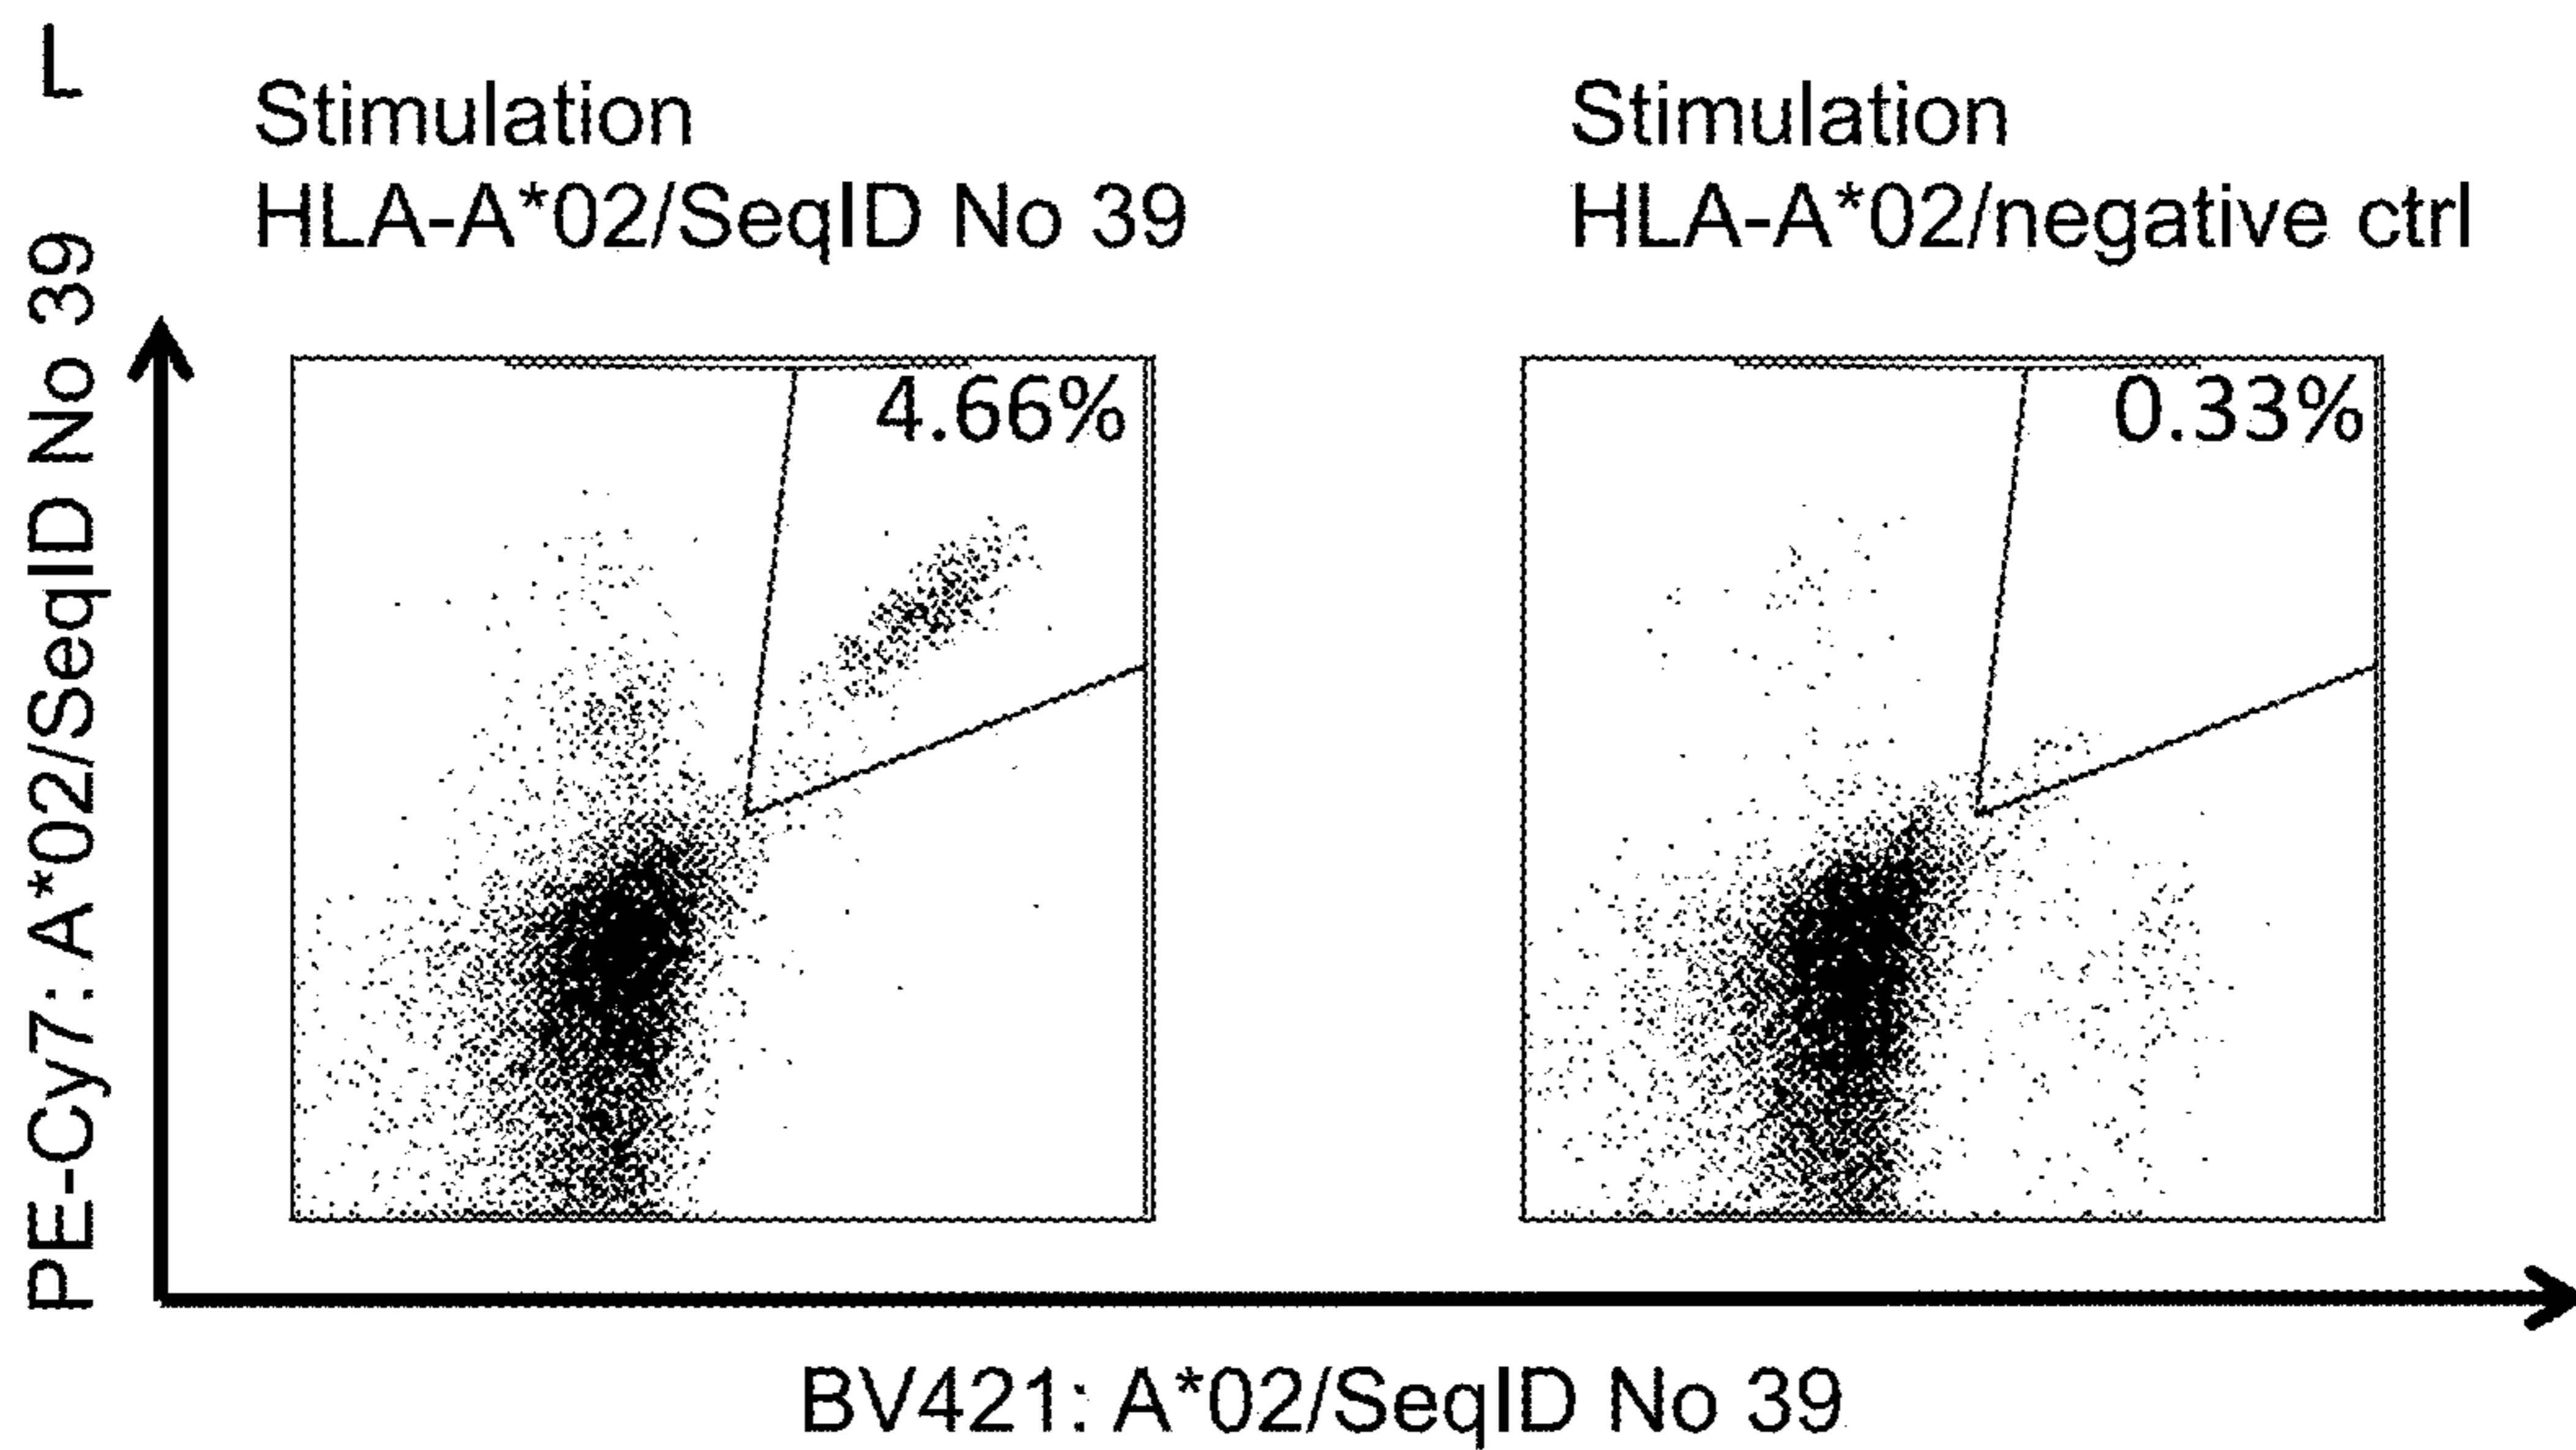 L
Stimulation
HLA-A*02/SeqID No 39
Stimulation
HLA-A*02/negative ctrl
PE-Cy7: A*02/SeqID No 39
4.66%
0.33%
BV421: A*02/SeqID No 39